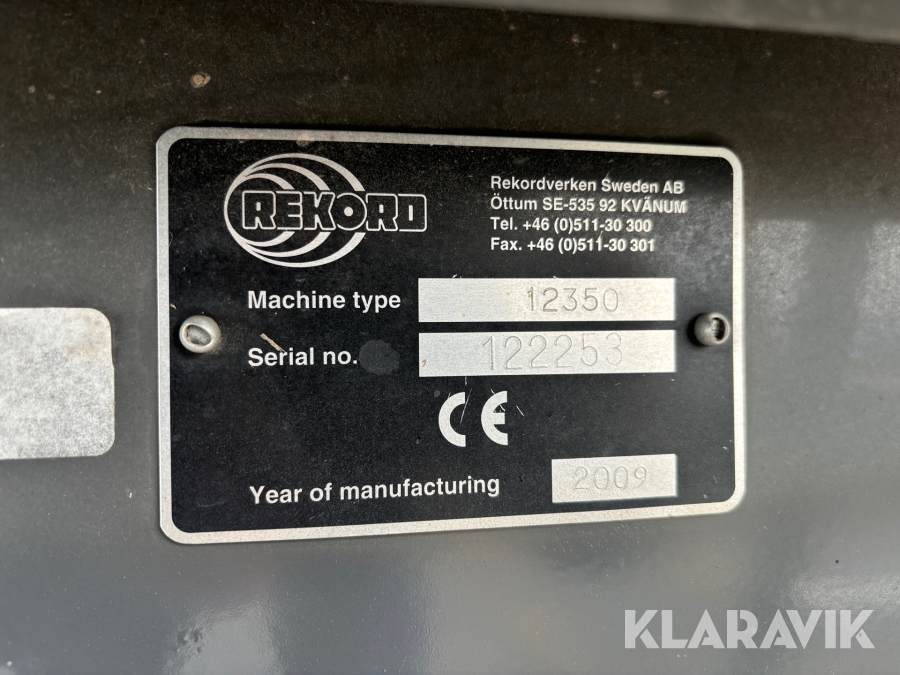 REKORD
Rekordverken Sweden AB
Öttum SE-535 92 KVÄNUM
Tel. +46 (0)511-30 300
Fax. +46 (0)511-30 301
Machine type 12350
Serial no. 122253
CE
Year of manufacturing 2009
KLARAVIK